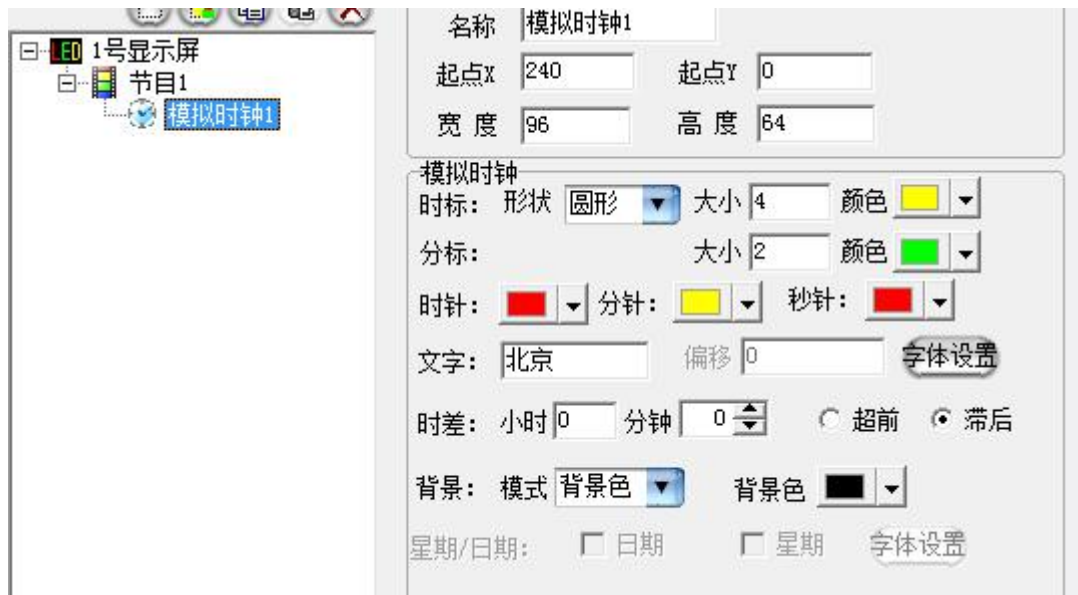 名称 模拟时钟1
LED 1号显示屏
节目1
模拟时钟1
起点X 240 起点Y 0
宽度 96 高度 64
模拟时钟
时标： 形状 圆形 大小 4 颜色
分标： 大小 2 颜色
时针： 分针： 秒针：
文字： 北京 偏移 0 字体设置
时差： 小时 0 分钟 0 超前 滞后
背景： 模式 背景色 背景色
星期/日期： 日期 星期 字体设置